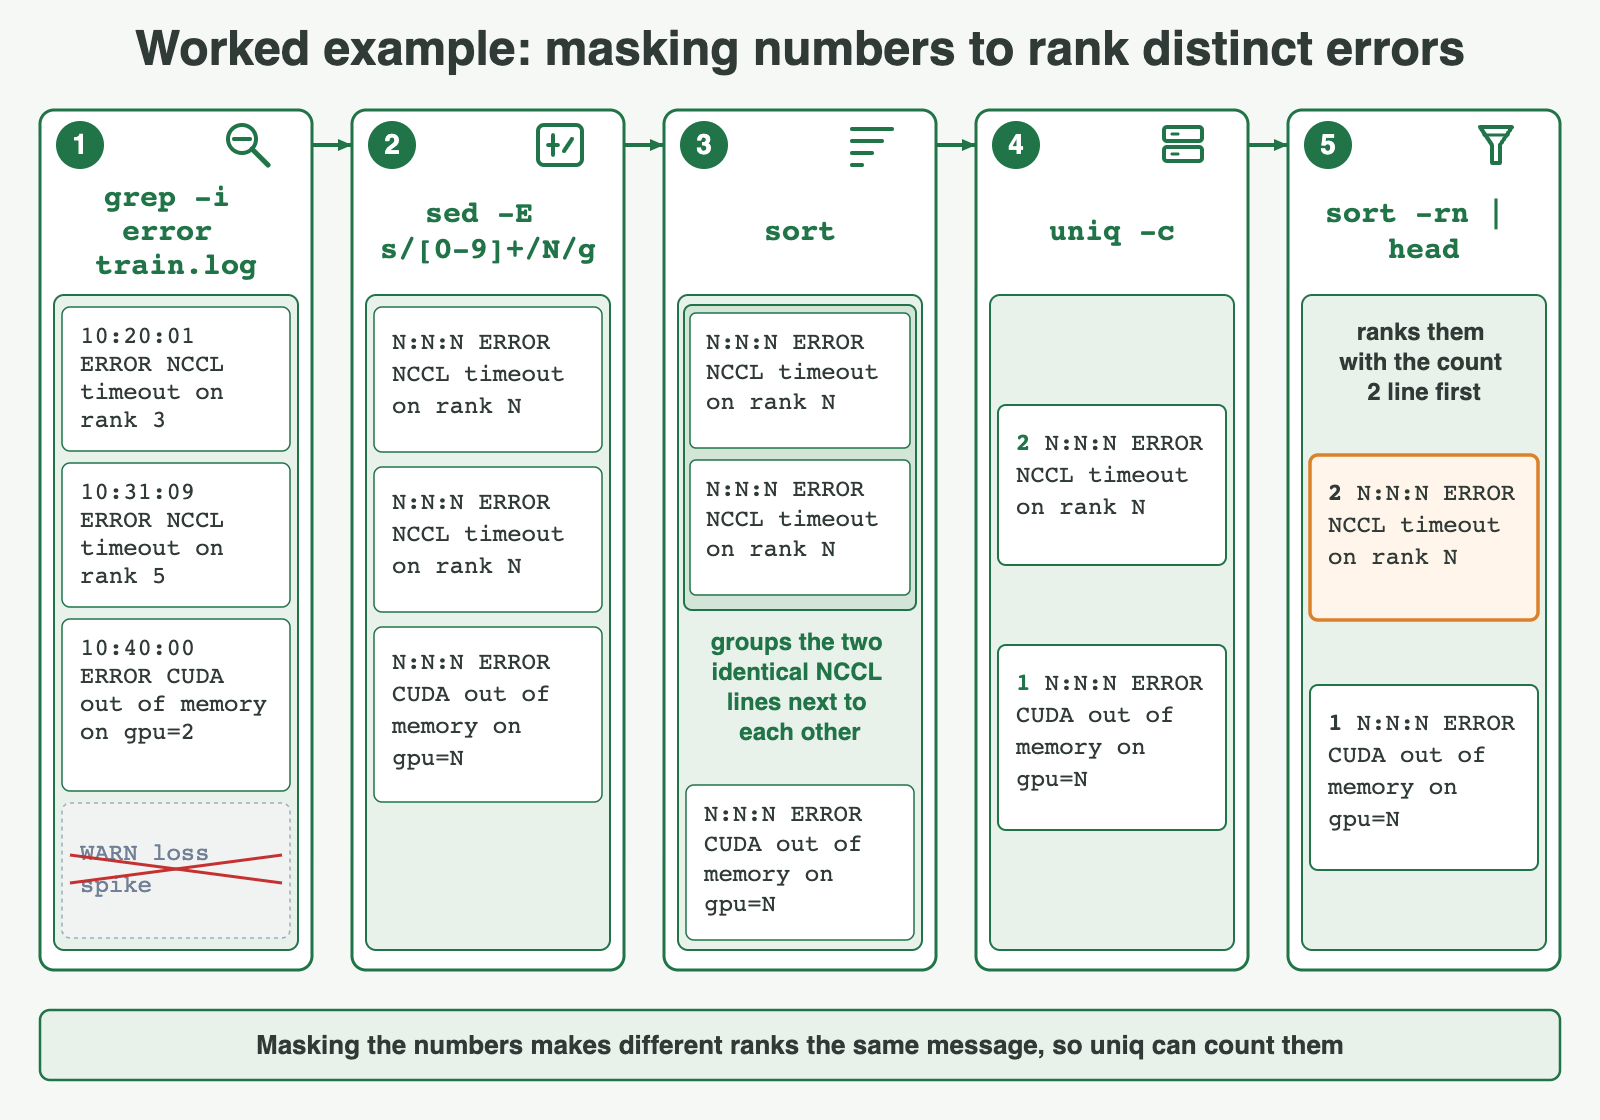 Worked example: masking numbers to rank distinct errors
1
grep -i
error
train.log
10:20:01
ERROR NCCL
timeout on
rank 3
10:31:09
ERROR NCCL
timeout on
rank 5
10:40:00
ERROR CUDA
out of memory
on gpu=2
WARN loss
spike
2
sed -E
s/[0-9]+/N/g
N:N:N ERROR
NCCL timeout
on rank N
N:N:N ERROR
NCCL timeout
on rank N
N:N:N ERROR
CUDA out of
memory on
gpu=N
3
sort
N:N:N ERROR
NCCL timeout
on rank N
N:N:N ERROR
NCCL timeout
on rank N
groups the two
identical NCCL
lines next to
each other
N:N:N ERROR
CUDA out of
memory on
gpu=N
4
uniq -c
2 N:N:N ERROR
NCCL timeout
on rank N
1 N:N:N ERROR
CUDA out of
memory on
gpu=N
5
sort -rn |
head
ranks them
with the count
2 line first
2 N:N:N ERROR
NCCL timeout
on rank N
1 N:N:N ERROR
CUDA out of
memory on
gpu=N
Masking the numbers makes different ranks the same message, so uniq can count them